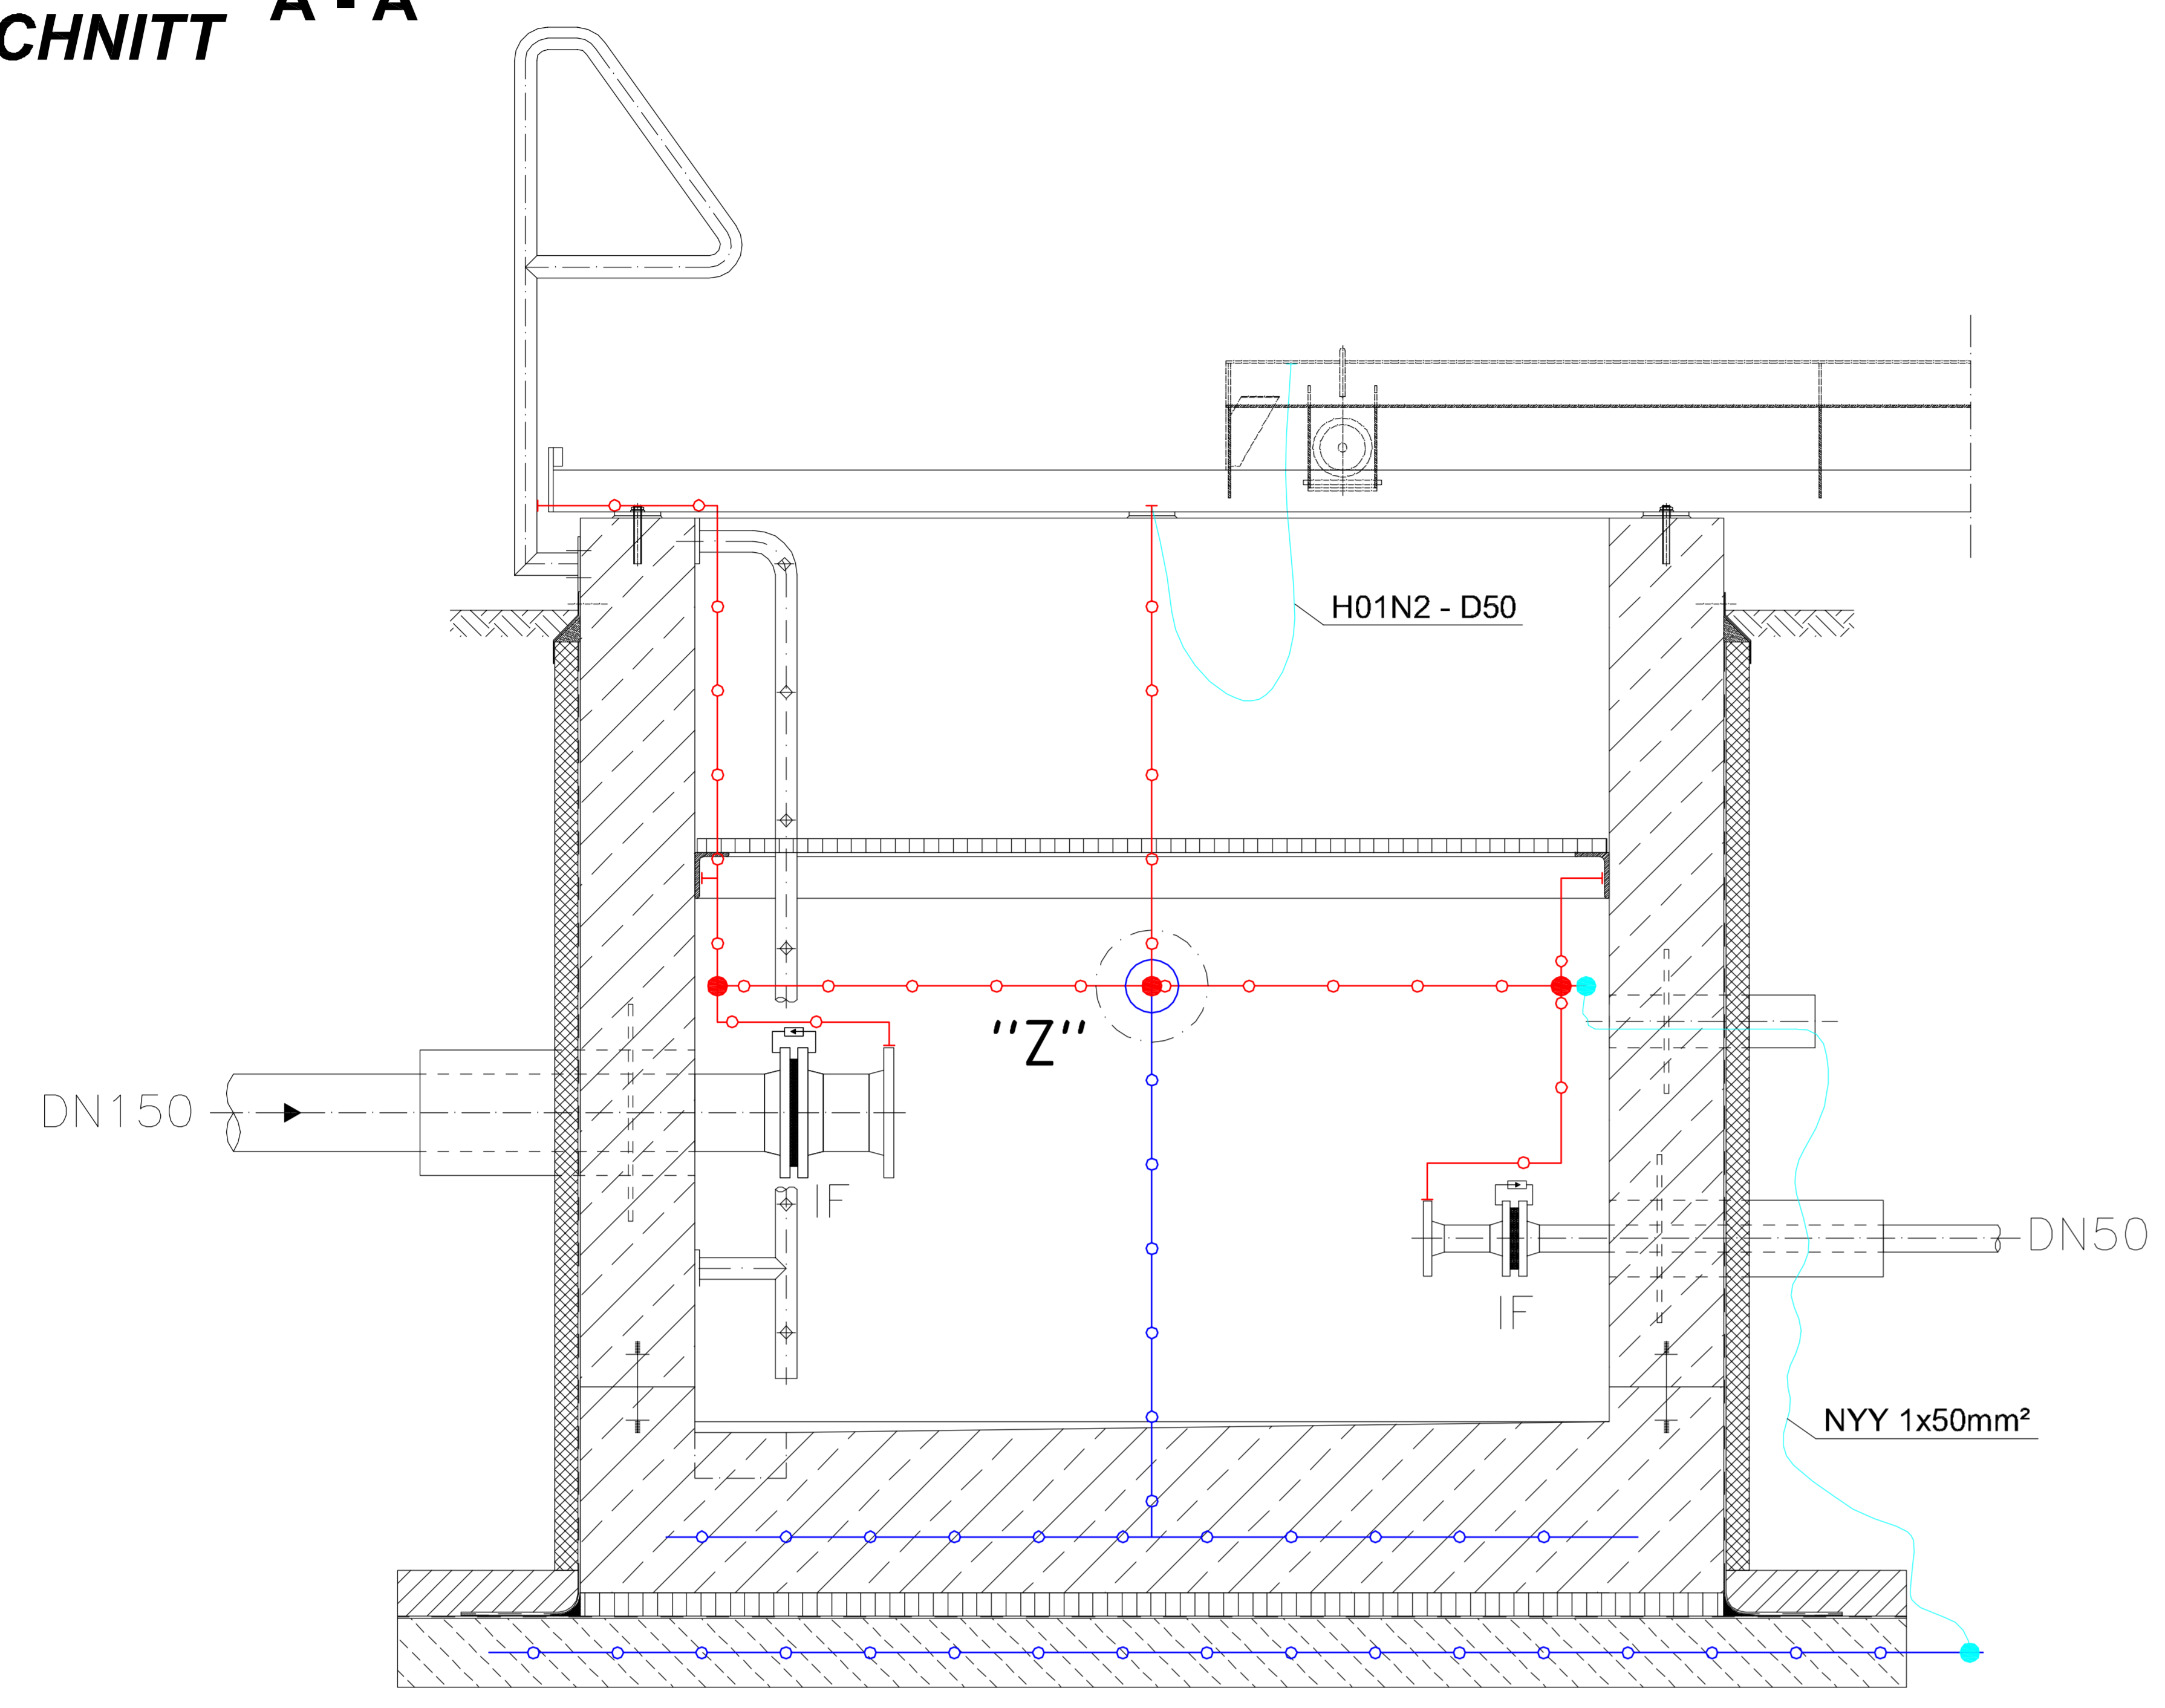 A - A
CHNITT
H01N2 - D50
"Z"
DN150
IF
DN50
IF
NYY 1x50mm²